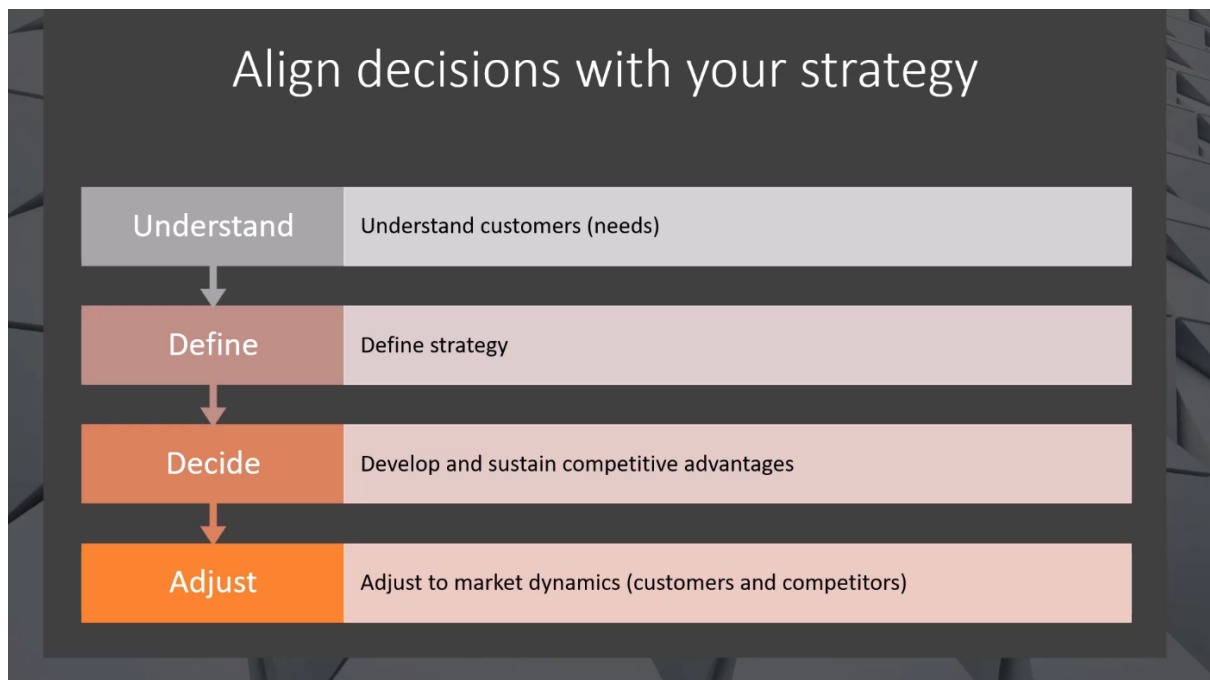 Align decisions with your strategy
Understand
Understand customers (needs)
Define
Define strategy
Decide
Develop and sustain competitive advantages
Adjust
Adjust to market dynamics (customers and competitors)